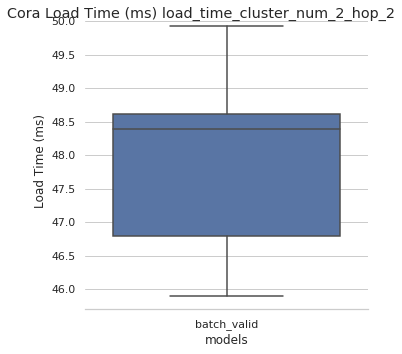 Cora Load Time (ms) load_time_cluster_num_2_hop_2
50.0
49.5
49.0
48.5
48.0
47.5
47.0
46.5
46.0
Load Time (ms)
batch_valid
models